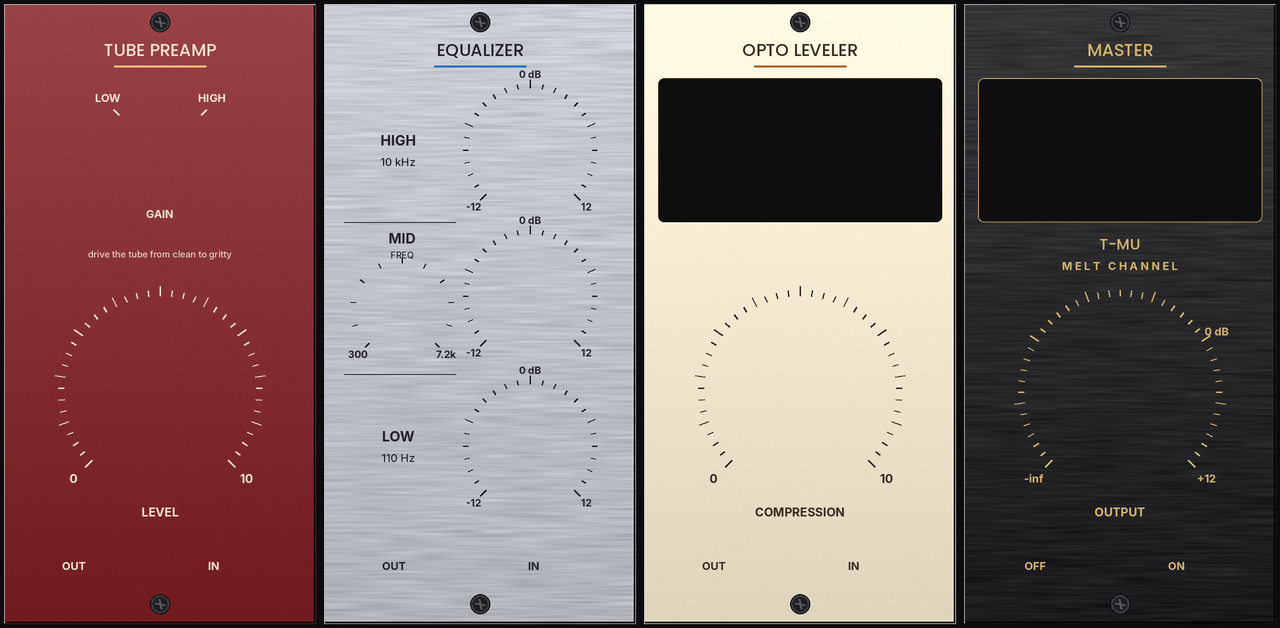 TUBE PREAMP
LOW HIGH
GAIN
drive the tube from clean to gritty
0 10
LEVEL
OUT IN
EQUALIZER
0 dB
HIGH
10 kHz
-12 12
0 dB
MID
FREQ
300 7.2k
-12 12
0 dB
LOW
110 Hz
-12 12
OUT IN
OPTO LEVELER
0 10
COMPRESSION
OUT IN
MASTER
T-MU
MELT CHANNEL
0 dB
-inf +12
OUTPUT
OFF ON